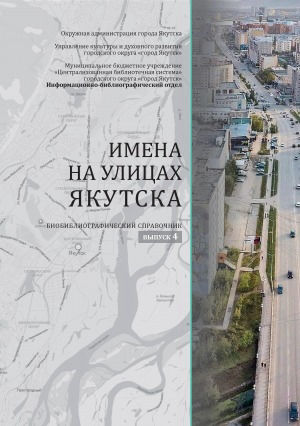 Окружная администрация города Якутска
Управление культуры и духовного развития
городского округа «город Якутск»
Муниципальное бюджетное учреждение
«Централизованная библиотечная система»
городского округа «город Якутск»
Информационно-библиографический отдел
ИМЕНА
НА УЛИЦАХ
ЯКУТСКА
БИОБИБЛИОГРАФИЧЕСКИЙ СПРАВОЧНИК
ВЫПУСК 4
Якутск